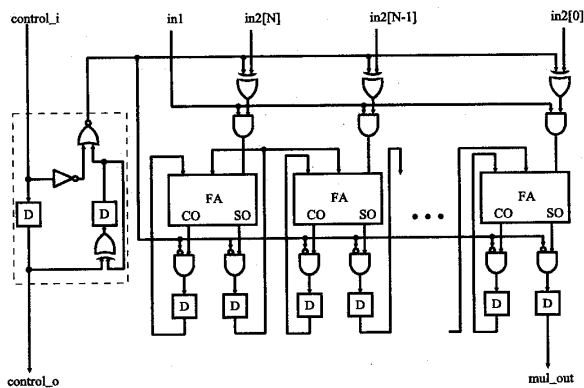 control_i in1 in2[N] in2[N-1] in2[0]
D D
FA FA FA
CO SO CO SO CO SO
D D D D D D
control_o mul_out